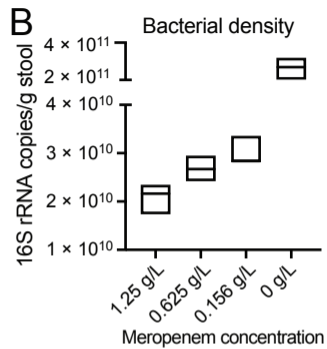 B
Bacterial density
16S rRNA copies/g stool
4 × 10¹¹
2 × 10¹¹
4 × 10¹⁰
3 × 10¹⁰
2 × 10¹⁰
1 × 10¹⁰
1.25 g/L
0.625 g/L
0.156 g/L
0 g/L
Meropenem concentration